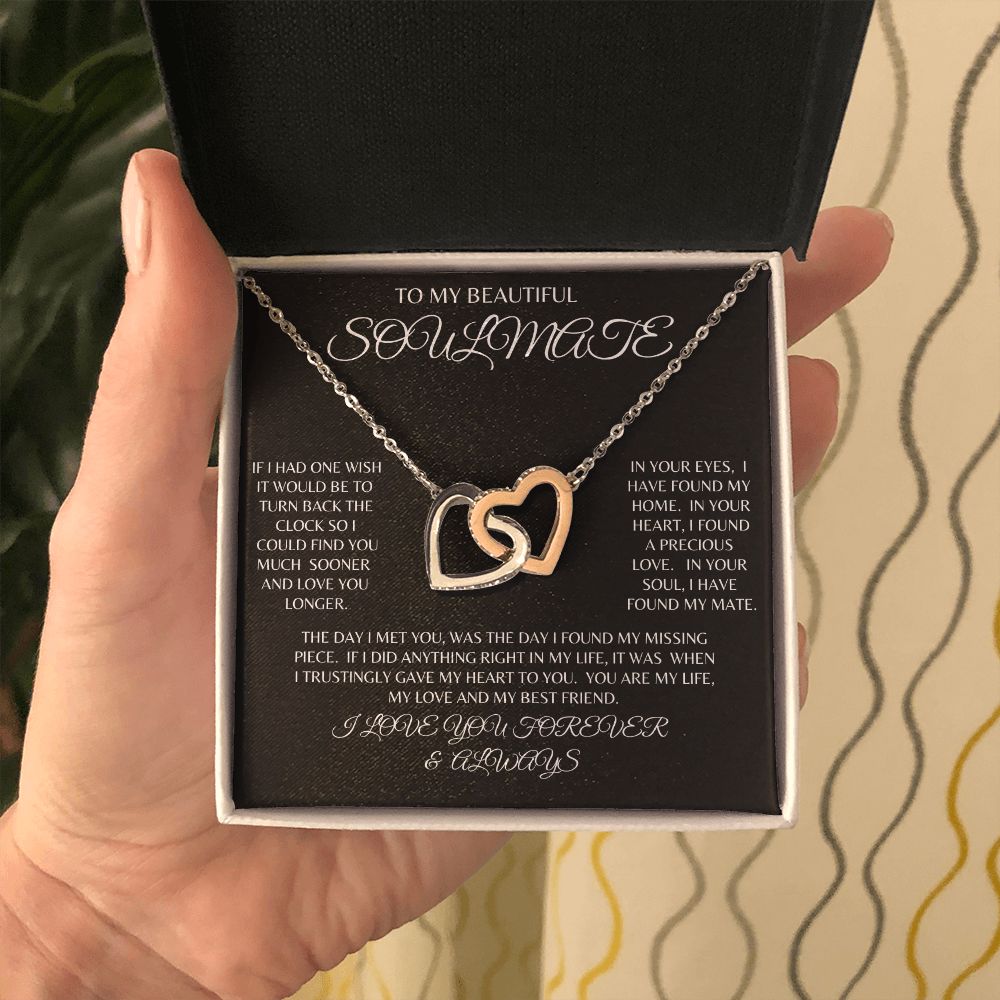 TO MY BEAUTIFUL
SOULMATE
IF I HAD ONE WISH
IT WOULD BE TO
TURN BACK THE
CLOCK SO I
COULD FIND YOU
MUCH SOONER
AND LOVE YOU
LONGER.
IN YOUR EYES, I
HAVE FOUND MY
HOME. IN YOUR
HEART, I FOUND
A PRECIOUS
LOVE. IN YOUR
SOUL, I HAVE
FOUND MY MATE.
THE DAY I MET YOU, WAS THE DAY I FOUND MY MISSING
PIECE. IF I DID ANYTHING RIGHT IN MY LIFE, IT WAS WHEN
I TRUSTINGLY GAVE MY HEART TO YOU. YOU ARE MY LIFE,
MY LOVE AND MY BEST FRIEND.
I LOVE YOU FOREVER
& ALWAYS